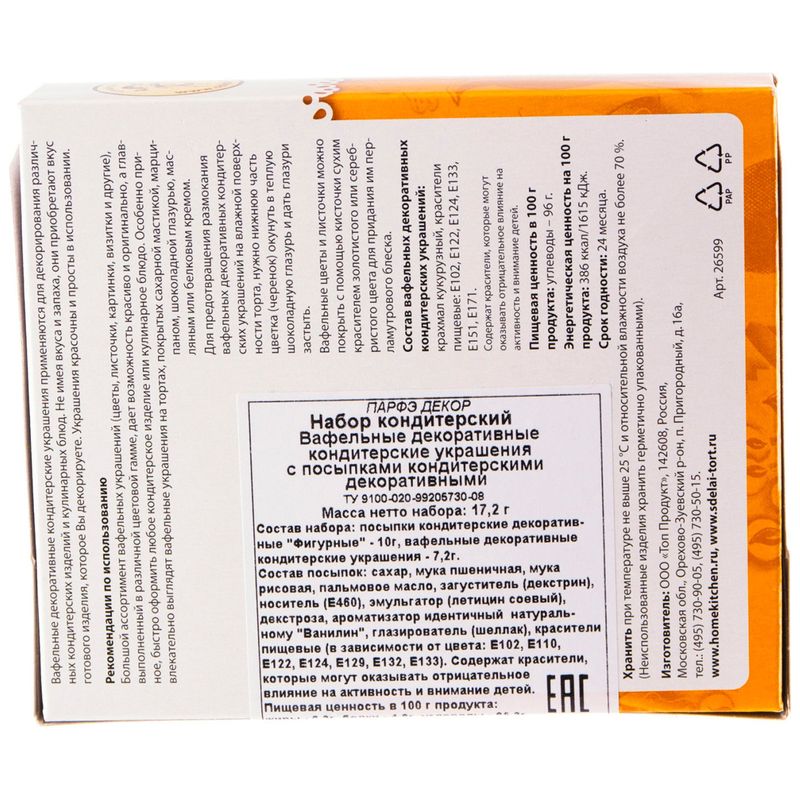 Вафельные декоративные кондитерские украшения применяются для декорирования различ-
ных кондитерских изделий и кулинарных блюд. Не имея вкуса и запаха, они приобретают вкус
готового изделия, которое Вы декорируете. Украшения красочны и просты в использовании.
Рекомендации по использованию
Большой ассортимент вафельных украшений (цветы, листочки, картинки, визитки и другие),
выполненный в различной цветовой гамме, дает возможность красиво и оригинально, а глав-
ное, быстро оформить любое кондитерское изделие или кулинарное блюдо. Особенно при-
влекательно выглядят вафельные украшения на тортах, покрытых сахарной мастикой, марци-
паном, шоколадной глазурью, мас-
ляным или белковым кремом.
Для предотвращения размокания
вафельных декоративных кондитер-
ских украшений на влажной поверх-
ности торта, нужно нижнюю часть
цветка (черенок) окунуть в теплую
шоколадную глазурь и дать глазури
застыть.
Вафельные цветы и листочки можно
покрыть с помощью кисточки сухим
красителем золотистого или сереб-
ристого цвета для придания им пер-
ламутрового блеска.
Состав вафельных декоративных
кондитерских украшений:
крахмал кукурузный, красители
пищевые: E102, E122, E124, E133,
E151, E171.
Содержат красители, которые могут
оказывать отрицательное влияние на
активность и внимание детей.
Пищевая ценность в 100 г
продукта: углеводы – 96 г.
Энергетическая ценность на 100 г
продукта: 386 ккал/1615 кДж.
Срок годности: 24 месяца.
Хранить при температуре не выше 25 °С и относительной влажности воздуха не более 70 %.
(Неиспользованные изделия хранить герметично упакованными).
Изготовитель: ООО «Топ Продукт», 142608, Россия,
Московская обл., Орехово-Зуевский р-он, п. Пригородный, д.16а,
тел.: (495) 730-90-05, (495) 730-50-15.
www.homekitchen.ru, www.sdelai-tort.ru
Арт. 26599
PAP
PP
ПАРФЭ ДЕКОР
Набор кондитерский
Вафельные декоративные
кондитерские украшения
с посыпками кондитерскими
декоративными
ТУ 9100-020-99205730-08
Масса нетто набора: 17,2 г
Состав набора: посыпки кондитерские декоратив-
ные "Фигурные" - 10г, вафельные декоративные
кондитерские украшения - 7,2г.
Состав посыпок: сахар, мука пшеничная, мука
рисовая, пальмовое масло, загуститель (декстрин),
носитель (Е460), эмульгатор (летицин соевый),
декстроза, ароматизатор идентичный натураль-
ному "Ванилин", глазирователь (шеллак), красители
пищевые (в зависимости от цвета: Е102, Е110,
Е122, Е124, Е129, Е132, Е133). Содержат красители,
которые могут оказывать отрицательное
влияние на активность и внимание детей.
Пищевая ценность в 100 г продукта:
EAC